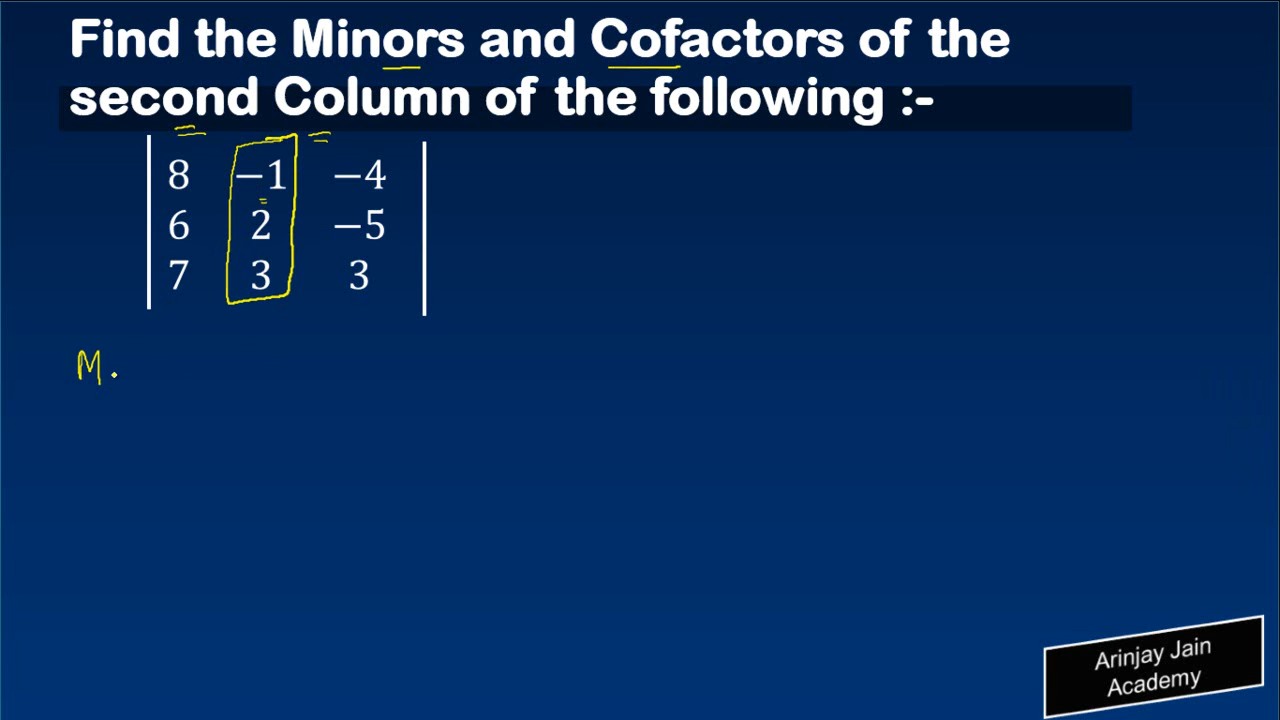 Find the Minors and Cofactors of the
second Column of the following :-
8 −1 −4
6 2 −5
7 3 3
M
Arinjay Jain
Academy